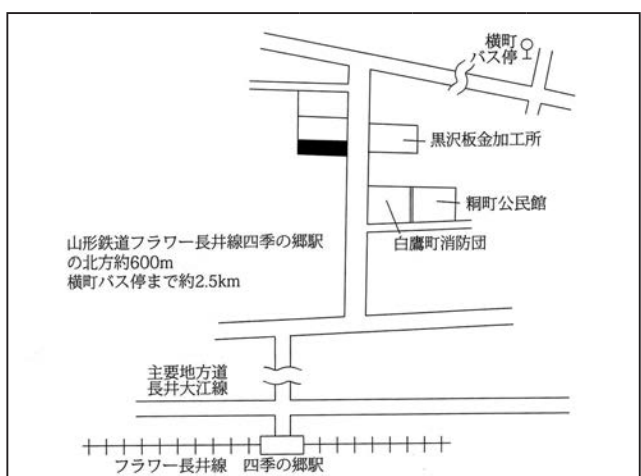 横町
バス停
黒沢板金加工所
粡町公民館
白鷹町消防団
山形鉄道フラワー長井線四季の郷駅
の北方約600m
横町バス停まで約2.5km
主要地方道
長井大江線
フラワー長井線 四季の郷駅